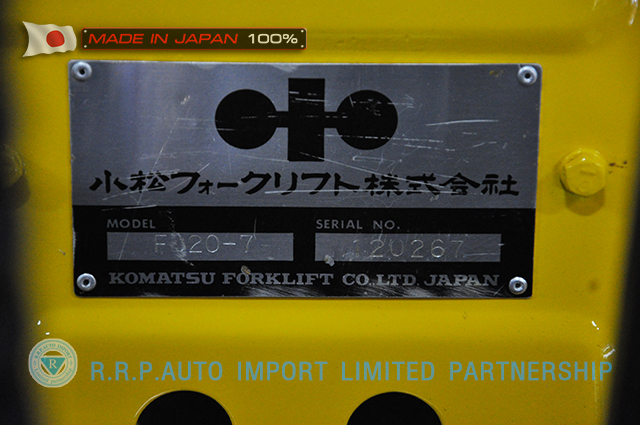 MADE IN JAPAN 100%
小松フォークリフト株式会社
MODEL SERIAL NO.
KOMATSU FORKLIFT CO.,LTD. JAPAN
R.R.P.AUTO IMPORT LIMITED PARTNERSHIP